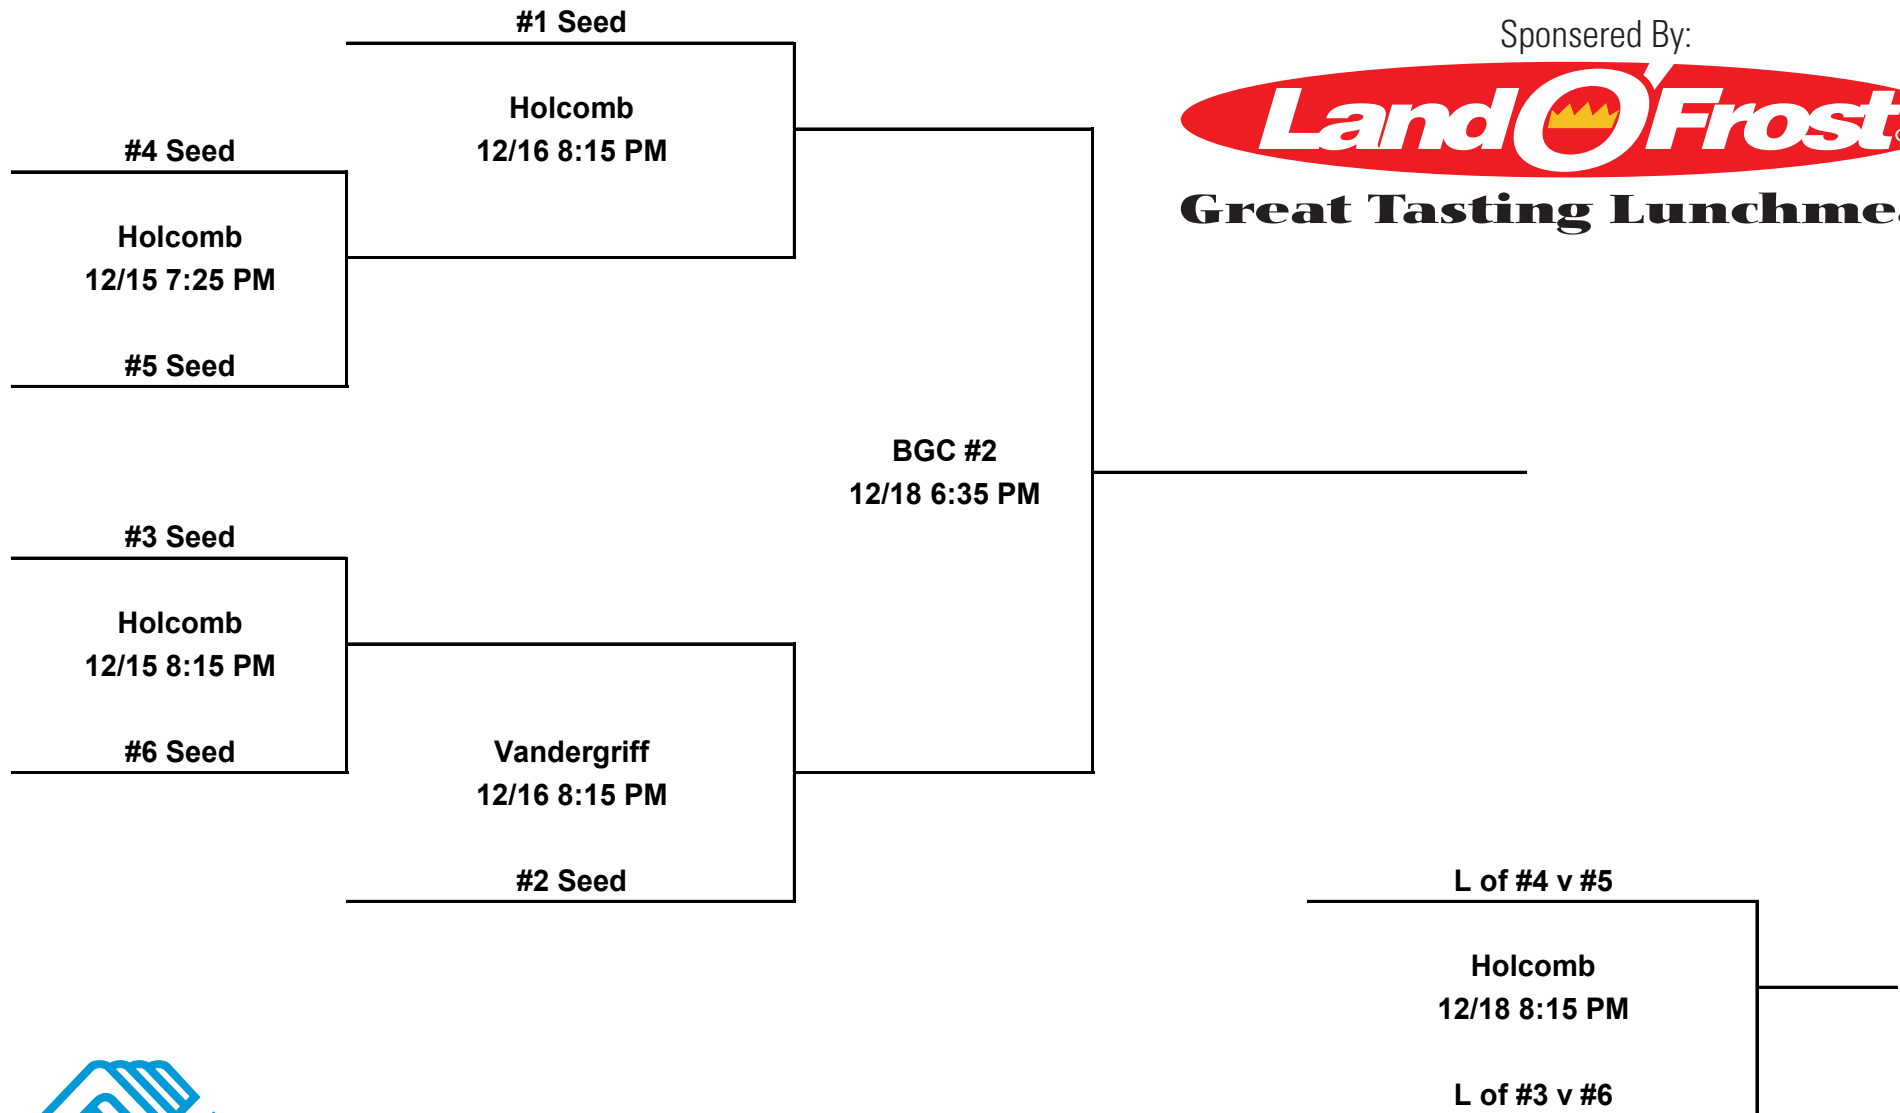 #1 Seed
Sponsered By:
Holcomb
12/16 8:15 PM
Land O'Frost
#4 Seed
Great Tasting
Holcomb
12/15 7:25 PM
#5 Seed
BGC #2
12/18 6:35 PM
#3 Seed
Holcomb
12/15 8:15 PM
#6 Seed
Vandergriff
12/16 8:15 PM
#2 Seed
L of #4 v #5
Holcomb
12/18 8:15 PM
L of #3 v #6